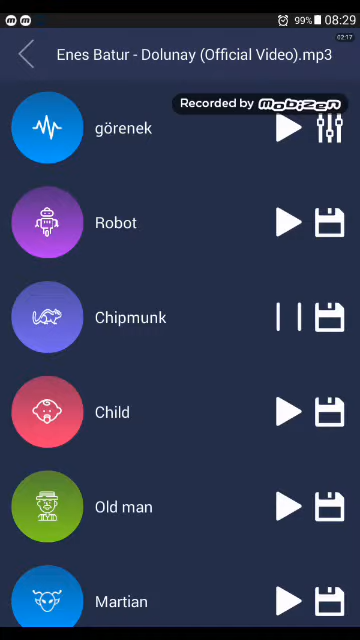 99% 08:29
02:17
Enes Batur - Dolunay (Official Video).mp3
Recorded by mobizen
görenek
Robot
Chipmunk
Child
Old man
Martian